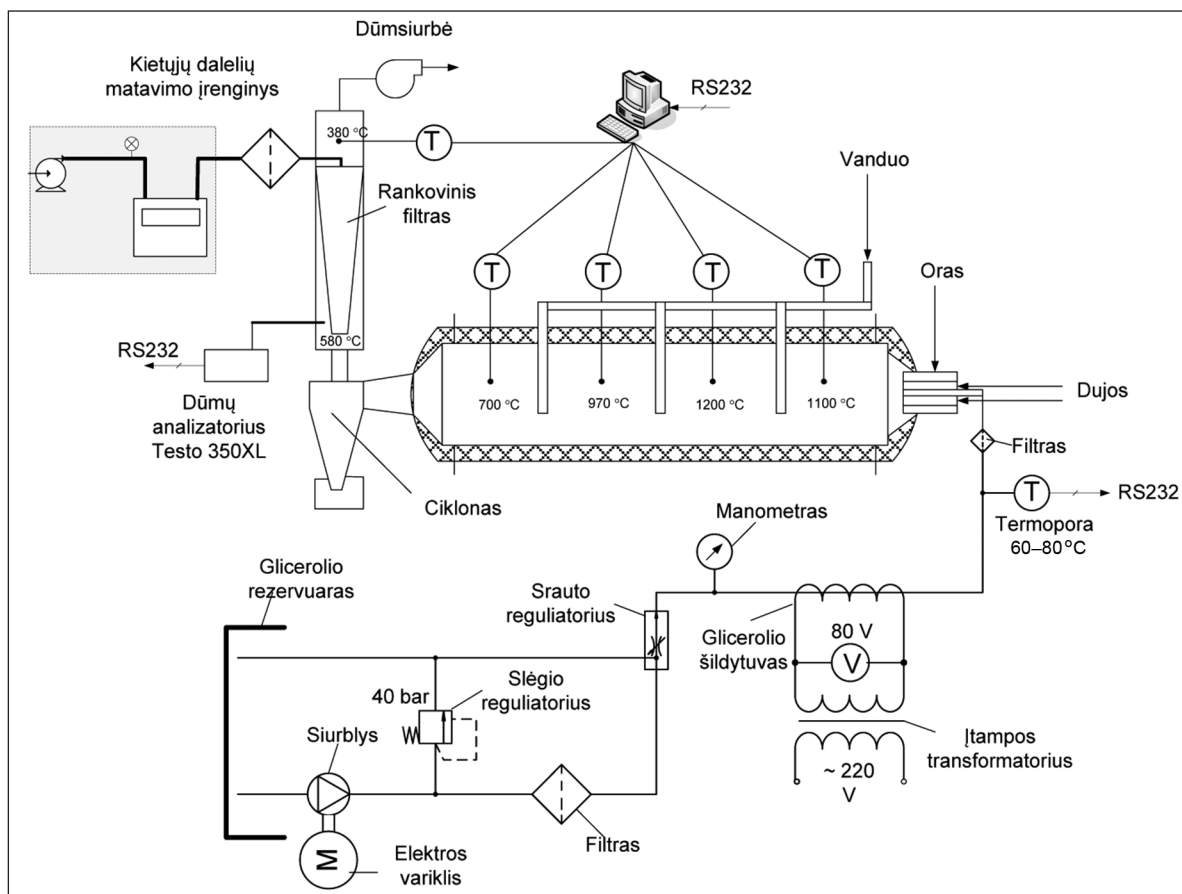 Dūmsiurbė
Kietųjų dalelių
matavimo įrenginys
RS232
380 °C
T
Vanduo
Rankovinis
filtras
T
T
T
T
Oras
580 °C
RS232
700 °C
970 °C
1200 °C
1100 °C
Dujos
Dūmų
analizatorius
Testo 350XL
Filtras
Ciklonas
T
RS232
Manometras
Termopora
60–80°C
Glicerolio
rezervuaras
Srauto
reguliatorius
Glicerolio
šildytuvas
80 V
V
40 bar
Slėgio
reguliatorius
Siurblys
Įtampos
transformatorius
~ 220
V
M
Elektros
variklis
Filtras